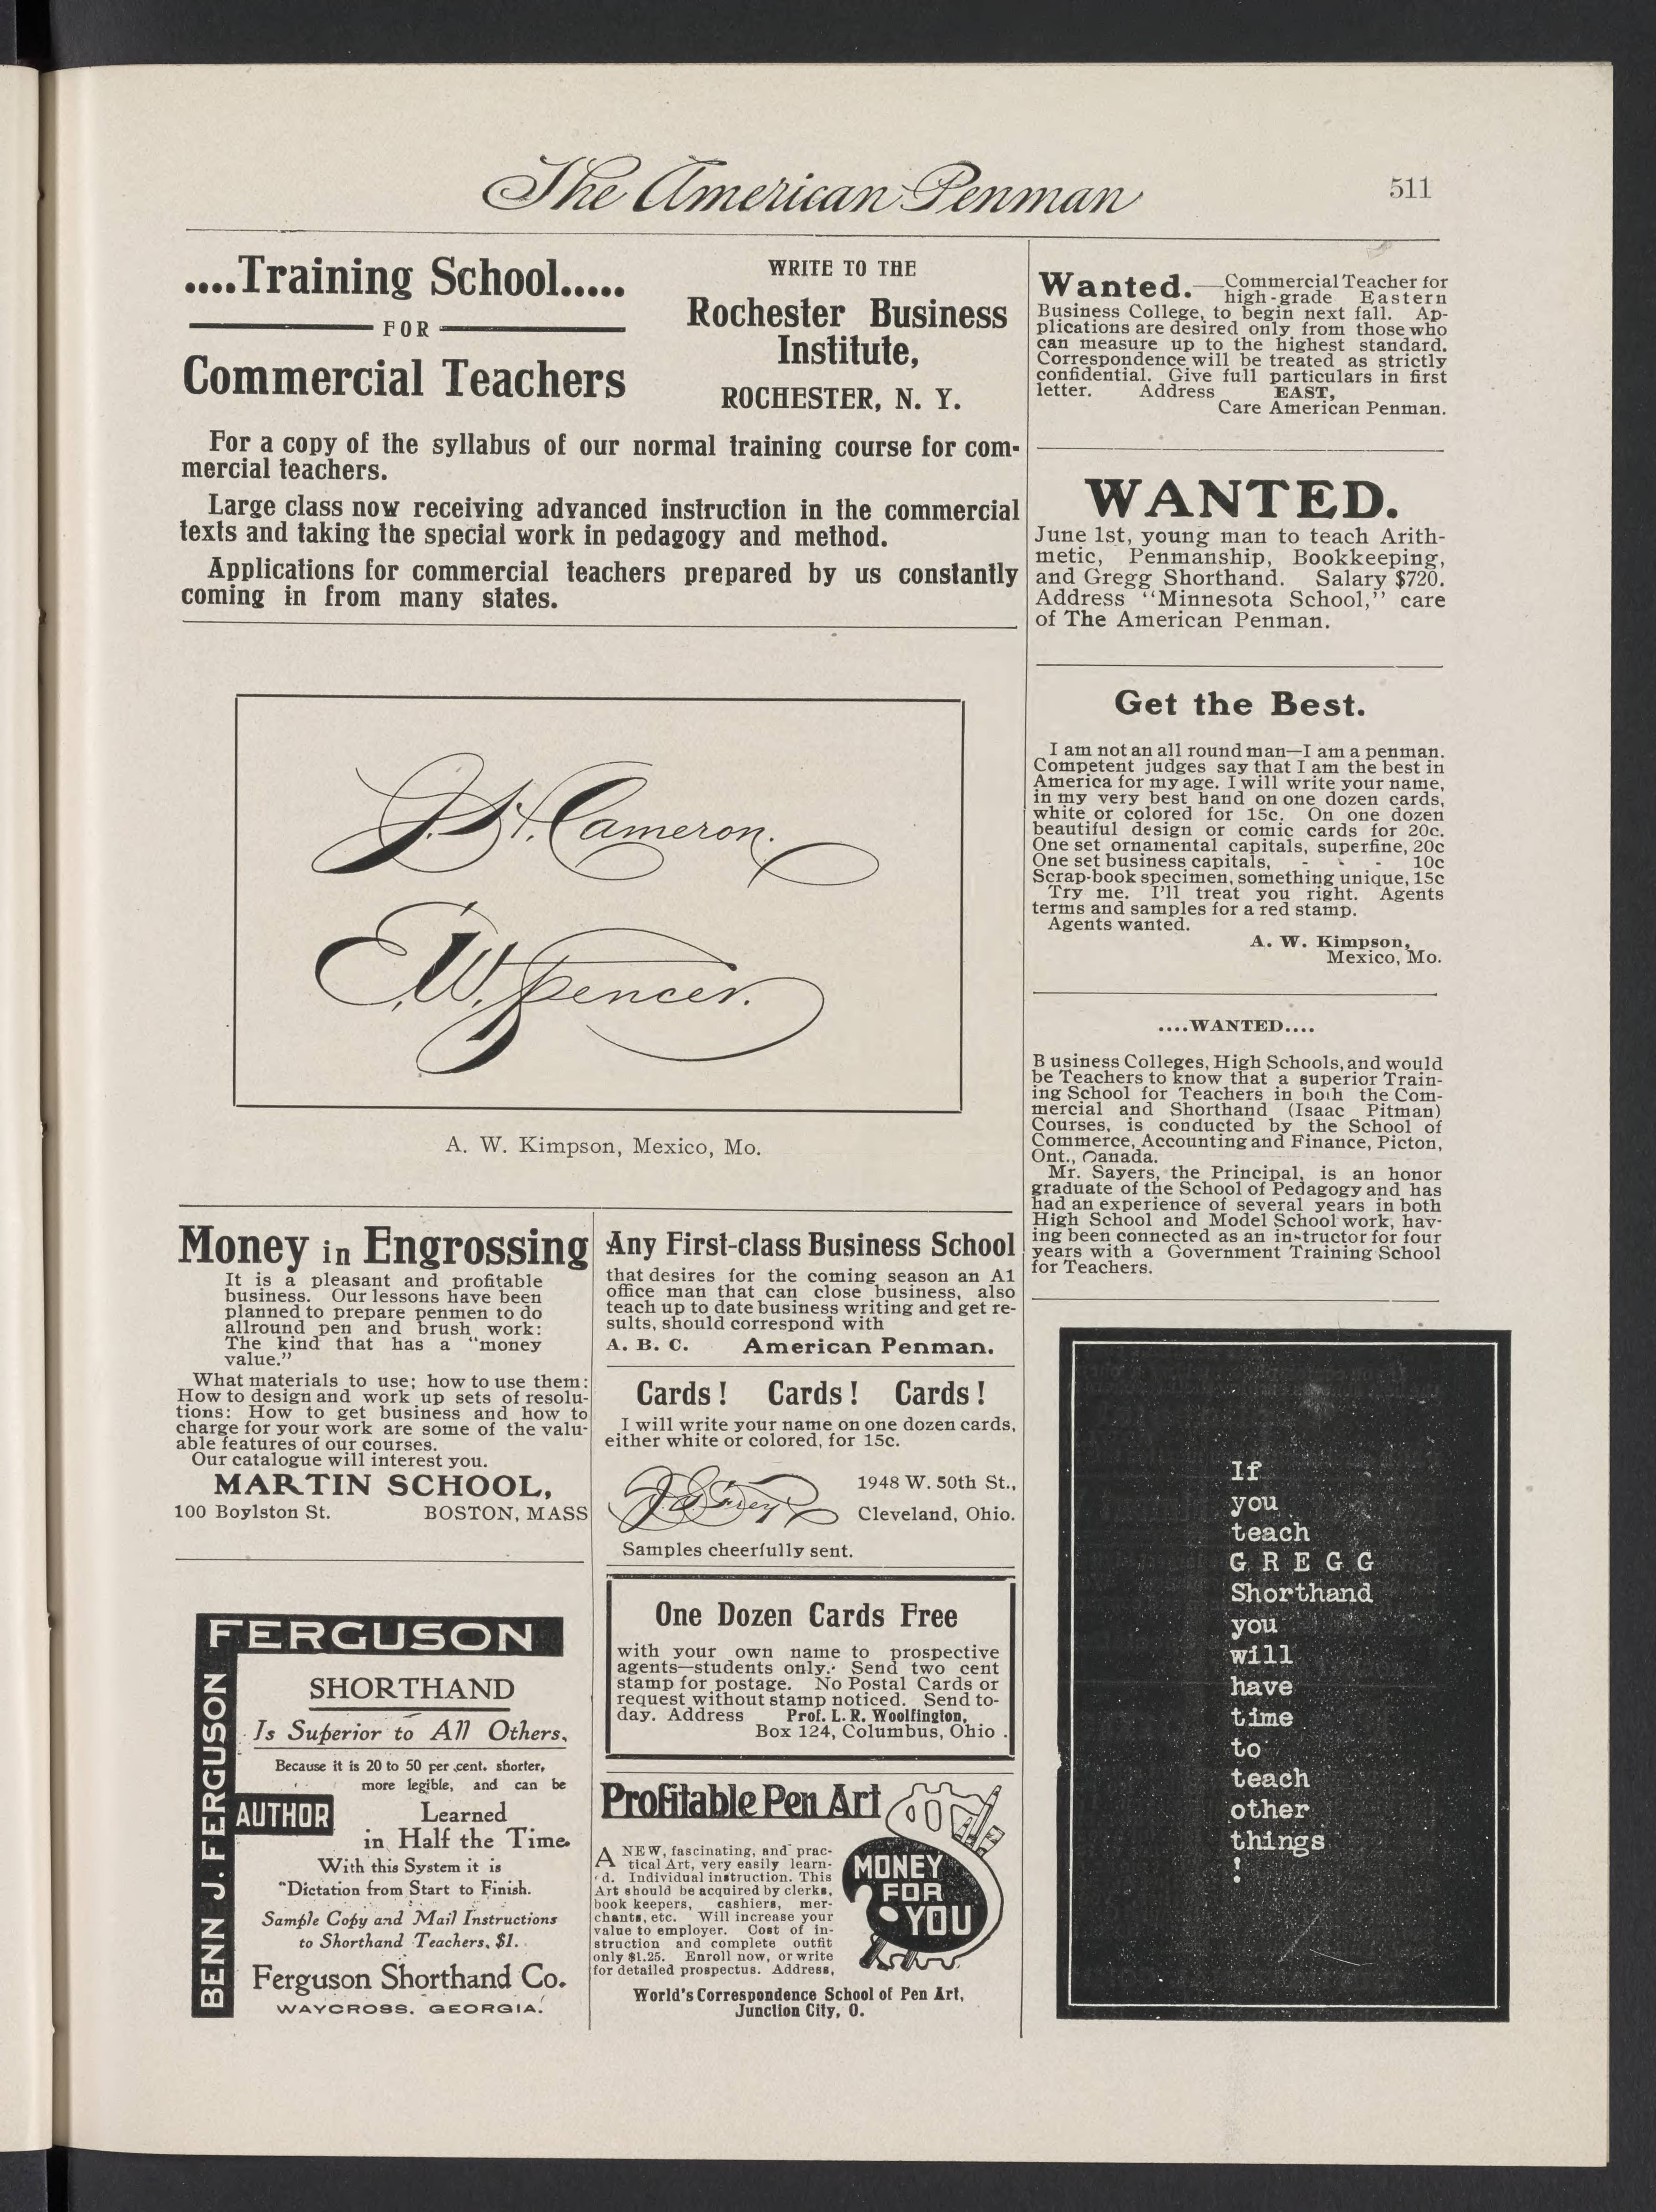 The American Penman
511
....Training School.....
FOR
Commercial Teachers
WRITE TO THE
Rochester Business
Institute,
ROCHESTER, N. Y.
For a copy of the syllabus of our normal training course for com-
mercial teachers.
Large class now receiving advanced instruction in the commercial
texts and taking the special work in pedagogy and method.
Applications for commercial teachers prepared by us constantly
coming in from many states.
J. H. Cameron.
E. W. Spencer.
A. W. Kimpson, Mexico, Mo.
Money in Engrossing
It is a pleasant and profitable
business. Our lessons have been
planned to prepare penmen to do
allround pen and brush work:
The kind that has a "money
value."
What materials to use; how to use them:
How to design and work up sets of resolu-
tions: How to get business and how to
charge for your work are some of the valu-
able features of our courses.
Our catalogue will interest you.
MARTIN SCHOOL,
100 Boylston St. BOSTON, MASS
FERGUSON
BENN J. FERGUSON
AUTHOR
SHORTHAND
Is Superior to All Others,
Because it is 20 to 50 per cent. shorter,
more legible, and can be
Learned
in Half the Time.
With this System it is
"Dictation from Start to Finish.
Sample Copy and Mail Instructions
to Shorthand Teachers, $1.
Ferguson Shorthand Co.
WAYCROSS. GEORGIA.
Any First-class Business School
that desires for the coming season an A1
office man that can close business, also
teach up to date business writing and get re-
sults, should correspond with
A. B. C. American Penman.
Cards! Cards! Cards!
I will write your name on one dozen cards,
either white or colored, for 15c.
1948 W. 50th St.,
Cleveland, Ohio.
Samples cheerfully sent.
One Dozen Cards Free
with your own name to prospective
agents—students only. Send two cent
stamp for postage. No Postal Cards or
request without stamp noticed. Send to-
day. Address Prof. L. R. Woolfington,
Box 124, Columbus, Ohio.
Profitable Pen Art
A NEW, fascinating, and prac-
tical Art, very easily learn-
'd. Individual instruction. This
Art should be acquired by clerks,
book keepers, cashiers, mer-
chants, etc. Will increase your
value to employer. Cost of in-
struction and complete outfit
only $1.25. Enroll now, or write
for detailed prospectus. Address,
MONEY
FOR
YOU
World's Correspondence School of Pen Art,
Junction City, O.
Wanted.—Commercial Teacher for
high-grade Eastern
Business College, to begin next fall. Ap-
plications are desired only from those who
can measure up to the highest standard.
Correspondence will be treated as strictly
confidential. Give full particulars in first
letter. Address EAST,
Care American Penman.
WANTED.
June 1st, young man to teach Arith-
metic, Penmanship, Bookkeeping,
and Gregg Shorthand. Salary $720.
Address "Minnesota School," care
of The American Penman.
Get the Best.
I am not an all round man—I am a penman.
Competent judges say that I am the best in
America for my age. I will write your name,
in my very best hand on one dozen cards,
white or colored for 15c. On one dozen
beautiful design or comic cards for 20c.
One set ornamental capitals, superfine, 20c
One set business capitals, - - - 10c
Scrap-book specimen, something unique, 15c
Try me. I'll treat you right. Agents
terms and samples for a red stamp.
Agents wanted.
A. W. Kimpson,
Mexico, Mo.
....WANTED....
Business Colleges, High Schools, and would
be Teachers to know that a superior Train-
ing School for Teachers in both the Com-
mercial and Shorthand (Isaac Pitman)
Courses, is conducted by the School of
Commerce, Accounting and Finance, Picton,
Ont., Canada.
Mr. Sayers, the Principal, is an honor
graduate of the School of Pedagogy and has
had an experience of several years in both
High School and Model School work, hav-
ing been connected as an instructor for four
years with a Government Training School
for Teachers.
If
you
teach
G R E G G
Shorthand
you
will
have
time
to
teach
other
things
!